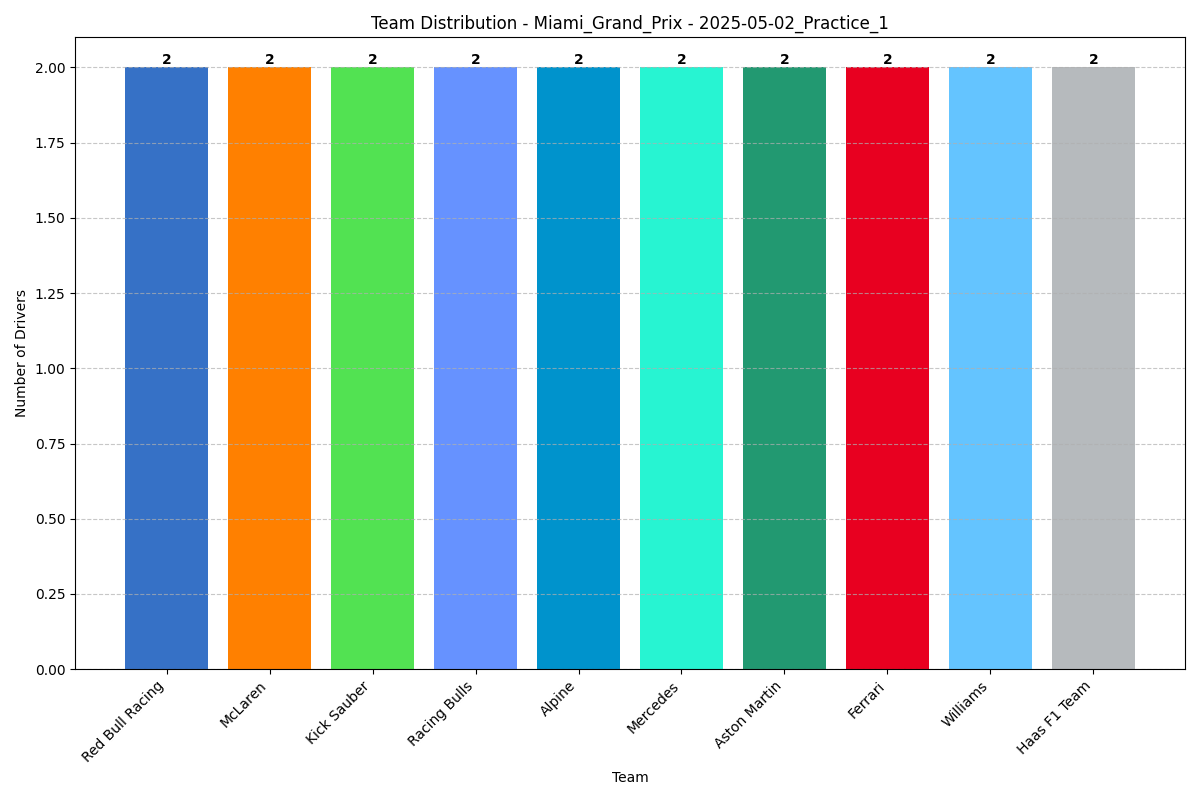 Team Distribution - Miami_Grand_Prix - 2025-05-02_Practice_1
2 2 2 2 2 2 2 2 2 2
2.00
1.75
1.50
1.25
1.00
0.75
0.50
0.25
0.00
Number of Drivers
Red Bull Racing
McLaren
Kick Sauber
Racing Bulls
Alpine
Mercedes
Aston Martin
Ferrari
Williams
Haas F1 Team
Team